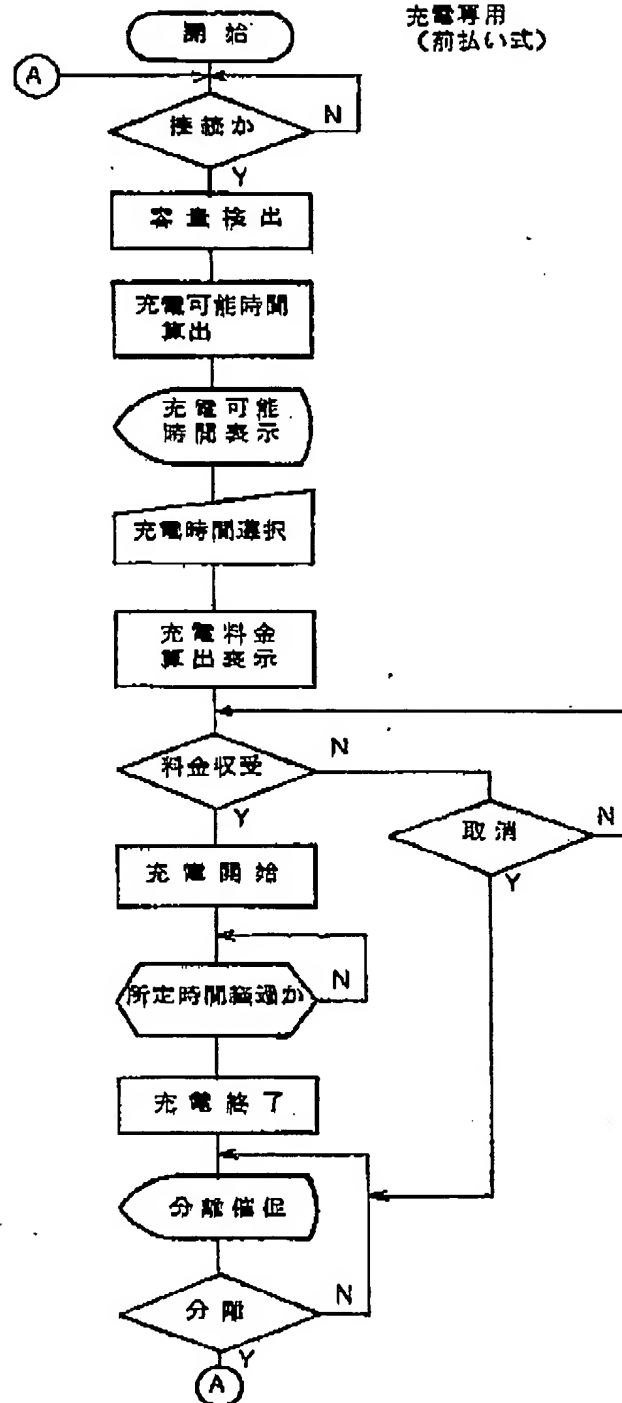 充電専用
(前払い式)
開始
A
接続か
N
Y
容量検出
充電可能時間
算出
充電可能
時間表示
充電時間選択
充電料金
算出表示
料金収受
N
Y
取消
N
Y
充電開始
所定時間経過か
N
充電終了
分離催促
分離
N
Y
A